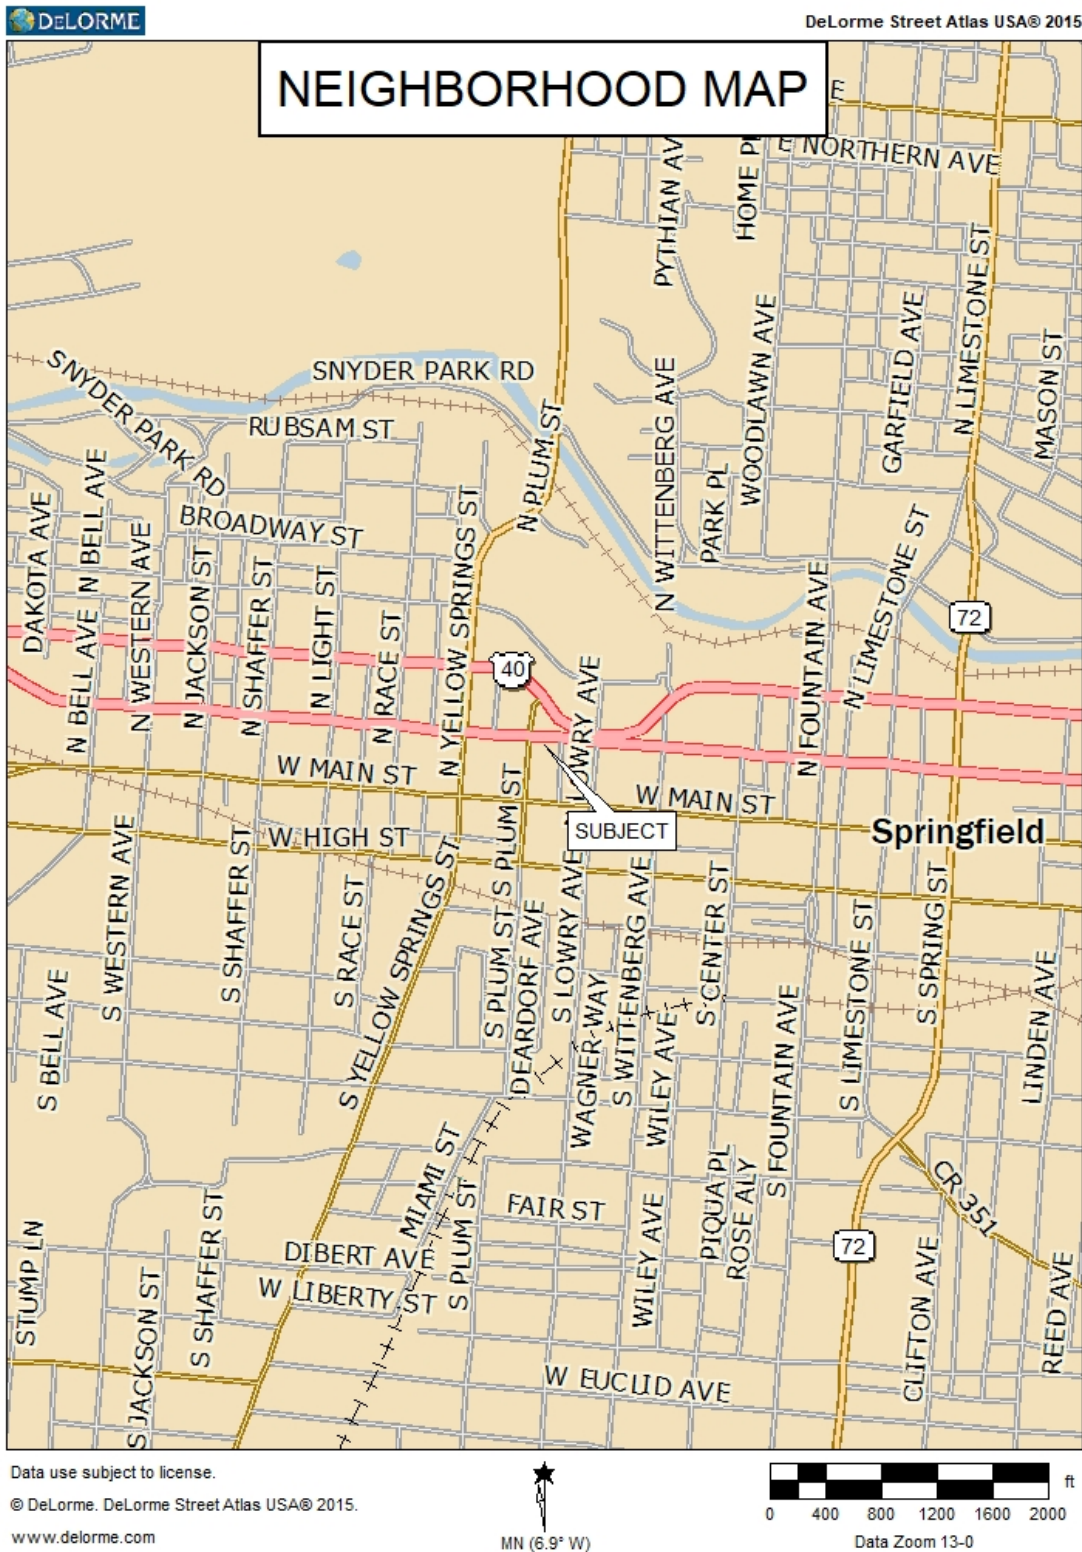 DELORME
DeLorme Street Atlas USA® 2015
NEIGHBORHOOD MAP
E
E NORTHERN AVE
PYTHIAN AV
HOME PL
N LIMESTONE ST
SNYDER PARK RD
SNYDER PARK RD
RUBSAM ST
N PLUM ST
N WITTENBERG AVE
WOODLAWN AVE
GARFIELD AVE
MASON ST
PARK PL
DAKOTA AVE
N BELL AVE
N BELL AVE
N WESTERN AVE
BROADWAY ST
N JACKSON ST
N SHAFFER ST
N LIGHT ST
N RACE ST
N YELLOW SPRINGS ST
40
LOWRY AVE
N FOUNTAIN AVE
N LIMESTONE ST
72
W MAIN ST
W MAIN ST
SUBJECT
Springfield
W HIGH ST
S PLUM ST
S WESTERN AVE
S SHAFFER ST
S RACE ST
S YELLOW SPRINGS ST
S PLUM ST
DEARDORF AVE
S LOWRY AVE
S WITTENBERG AVE
S CENTER ST
S LIMESTONE ST
S SPRING ST
S BELL AVE
WAGNER WAY
WILEY AVE
S FOUNTAIN AVE
LINDEN AVE
MIAMI ST
S PLUM ST
FAIR ST
PIQUA PL
ROSE ALY
CR 351
STUMP LN
S SHAFFER ST
DIBERT AVE
W LIBERTY ST
WILEY AVE
72
CLIFTON AVE
REED AVE
S JACKSON ST
W EUCLID AVE
Data use subject to license.
© DeLorme. DeLorme Street Atlas USA® 2015.
www.delorme.com
MN (6.9° W)
ft
0 400 800 1200 1600 2000
Data Zoom 13-0